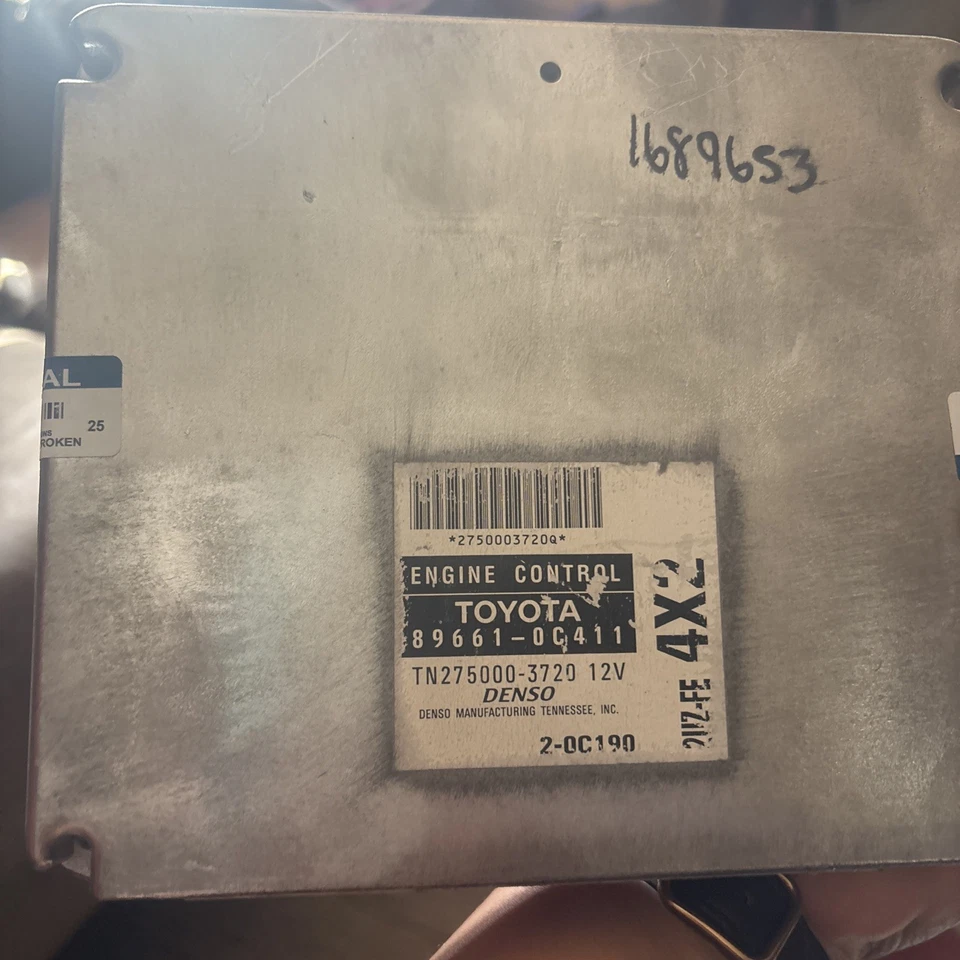 1689653
AL
25
NS
ROKEN
*2750003720Q*
ENGINE CONTROL
TOYOTA
89661-0C411
TN275000-3720 12V
DENSO
DENSO MANUFACTURING TENNESSEE, INC.
2-0C190
2UZ-FE 4X2